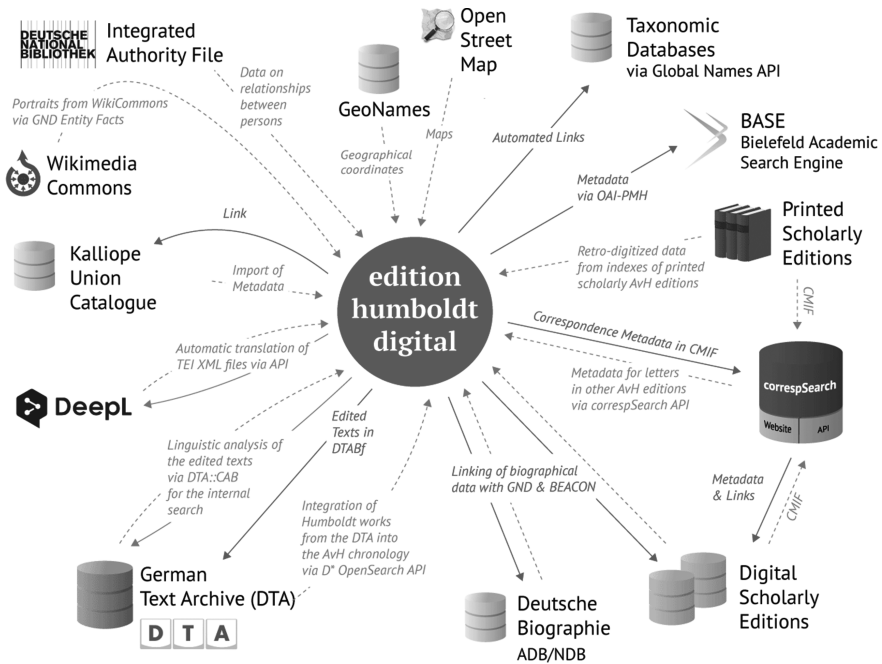 DEUTSCHE
NATIONAL
BIBLIOTHEK
Integrated
Authority File
Data on
relationships
between
persons
Open
Street
Map
GeoNames
Geographical
coordinates
Maps
Taxonomic
Databases
via Global Names API
Automated Links
BASE
Bielefeld Academic
Search Engine
Metadata
via OAI-PMH
Portraits from WikiCommons
via GND Entity Facts
Wikimedia
Commons
Link
Kalliope
Union
Catalogue
Import of
Metadata
edition
humboldt
digital
Printed
Scholarly
Editions
Retro-digitized data
from indexes of printed
scholarly AvH editions
CMIF
Correspondence Metadata in CMIF
Metadata for letters
in other AvH editions
via correspSearch API
correspSearch
Website
API
Automatic translation of
TEI XML files via API
DeepL
Linguistic analysis of
the edited texts
via DTA::CAB
for the internal
search
Edited
Texts in
DTABf
Integration of
Humboldt works
from the DTA into
the AvH chronology
via D* OpenSearch API
Linking of biographical
data with GND & BEACON
Metadata
& Links
CMIF
German
Text Archive (DTA)
D T A
Deutsche
Biographie
ADB/NDB
Digital
Scholarly
Editions